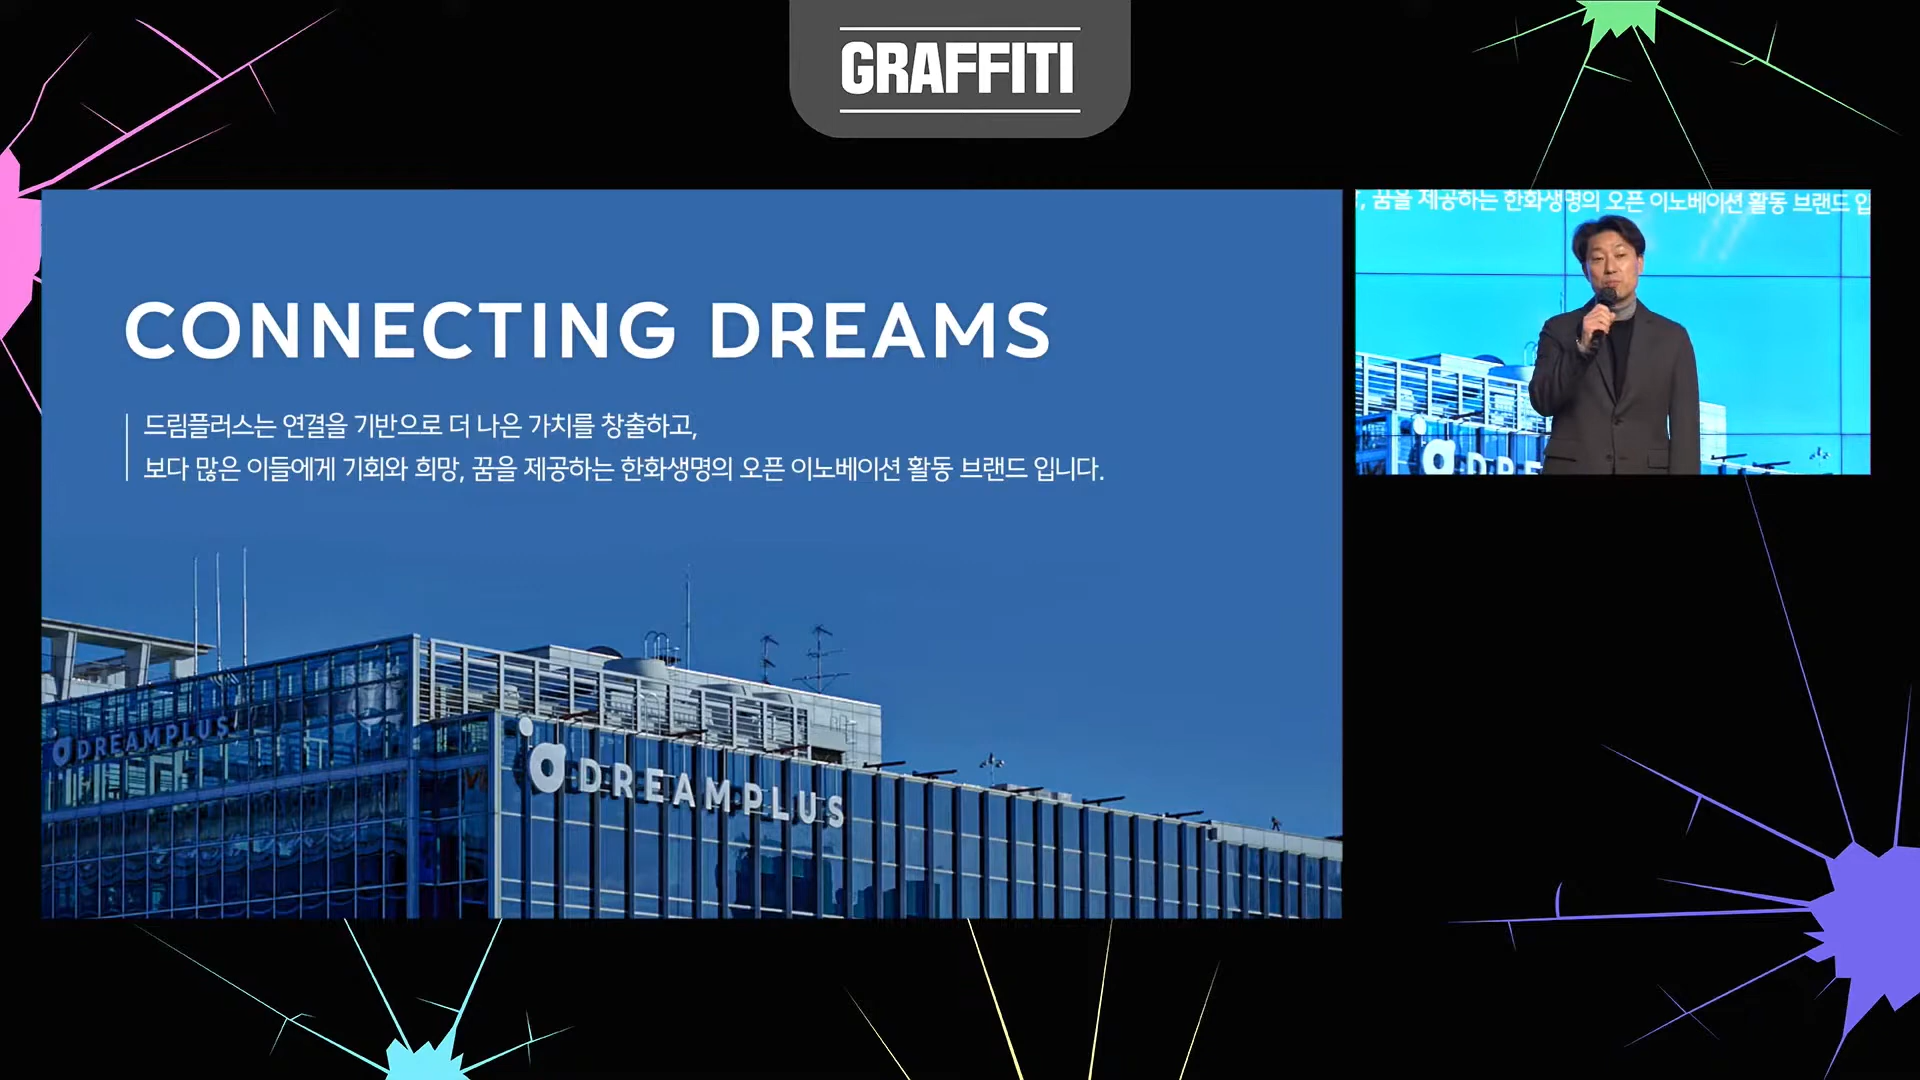 GRAFFITI
CONNECTING DREAMS
드림플러스는 연결을 기반으로 더 나은 가치를 창출하고,
보다 많은 이들에게 기회와 희망, 꿈을 제공하는 한화생명의 오픈 이노베이션 활동 브랜드 입니다.
DREAMPLUS
DREAMPLUS
, 꿈을 제공하는 한화생명의 오픈 이노베이션 활동 브랜드 입
DRE